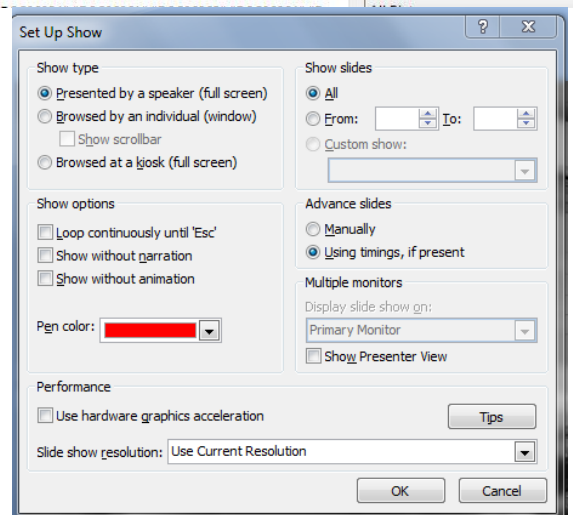 Set Up Show
Show type
Presented by a speaker (full screen)
Browsed by an individual (window)
Show scrollbar
Browsed at a kiosk (full screen)
Show slides
All
From: To:
Custom show:
Show options
Loop continuously until 'Esc'
Show without narration
Show without animation
Pen color:
Advance slides
Manually
Using timings, if present
Multiple monitors
Display slide show on:
Primary Monitor
Show Presenter View
Performance
Use hardware graphics acceleration
Tips
Slide show resolution: Use Current Resolution
OK Cancel